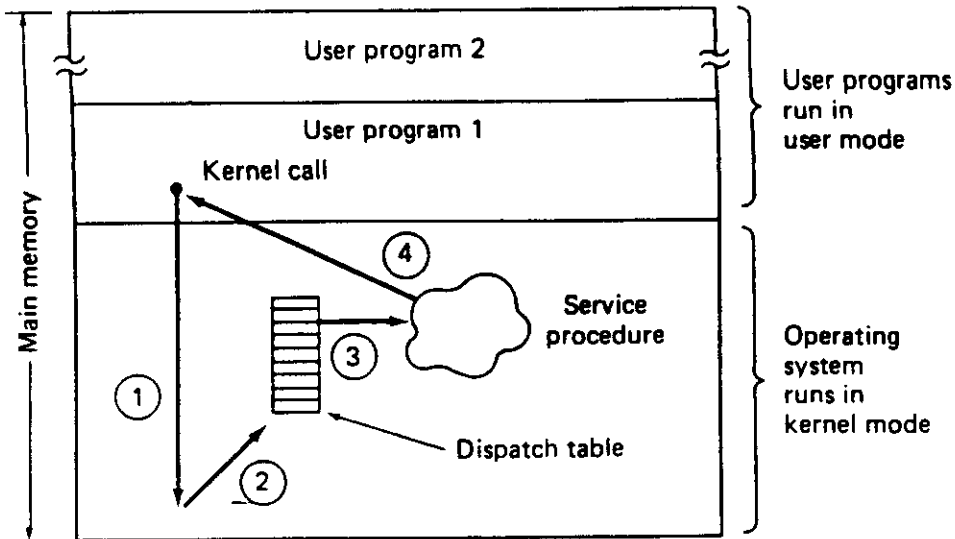 User program 2
User programs
run in
user mode
User program 1
Kernel call
Main memory
4
Service
procedure
3
Operating
system
runs in
kernel mode
1
Dispatch table
2